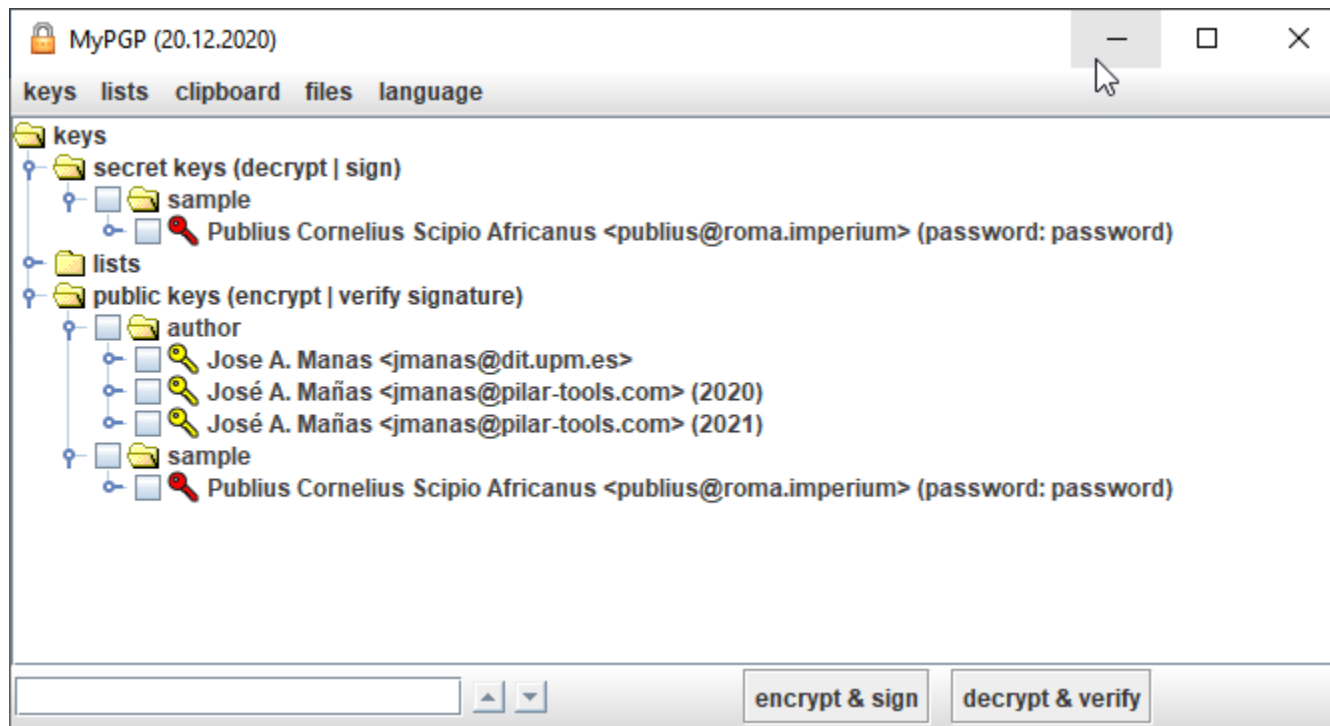 MyPGP (20.12.2020)
keys lists clipboard files language
keys
secret keys (decrypt | sign)
sample
Publius Cornelius Scipio Africanus <publius@roma.imperium> (password: password)
lists
public keys (encrypt | verify signature)
author
Jose A. Manas <jmanas@dit.upm.es>
José A. Mañas <jmanas@pilar-tools.com> (2020)
José A. Mañas <jmanas@pilar-tools.com> (2021)
sample
Publius Cornelius Scipio Africanus <publius@roma.imperium> (password: password)
encrypt & sign decrypt & verify